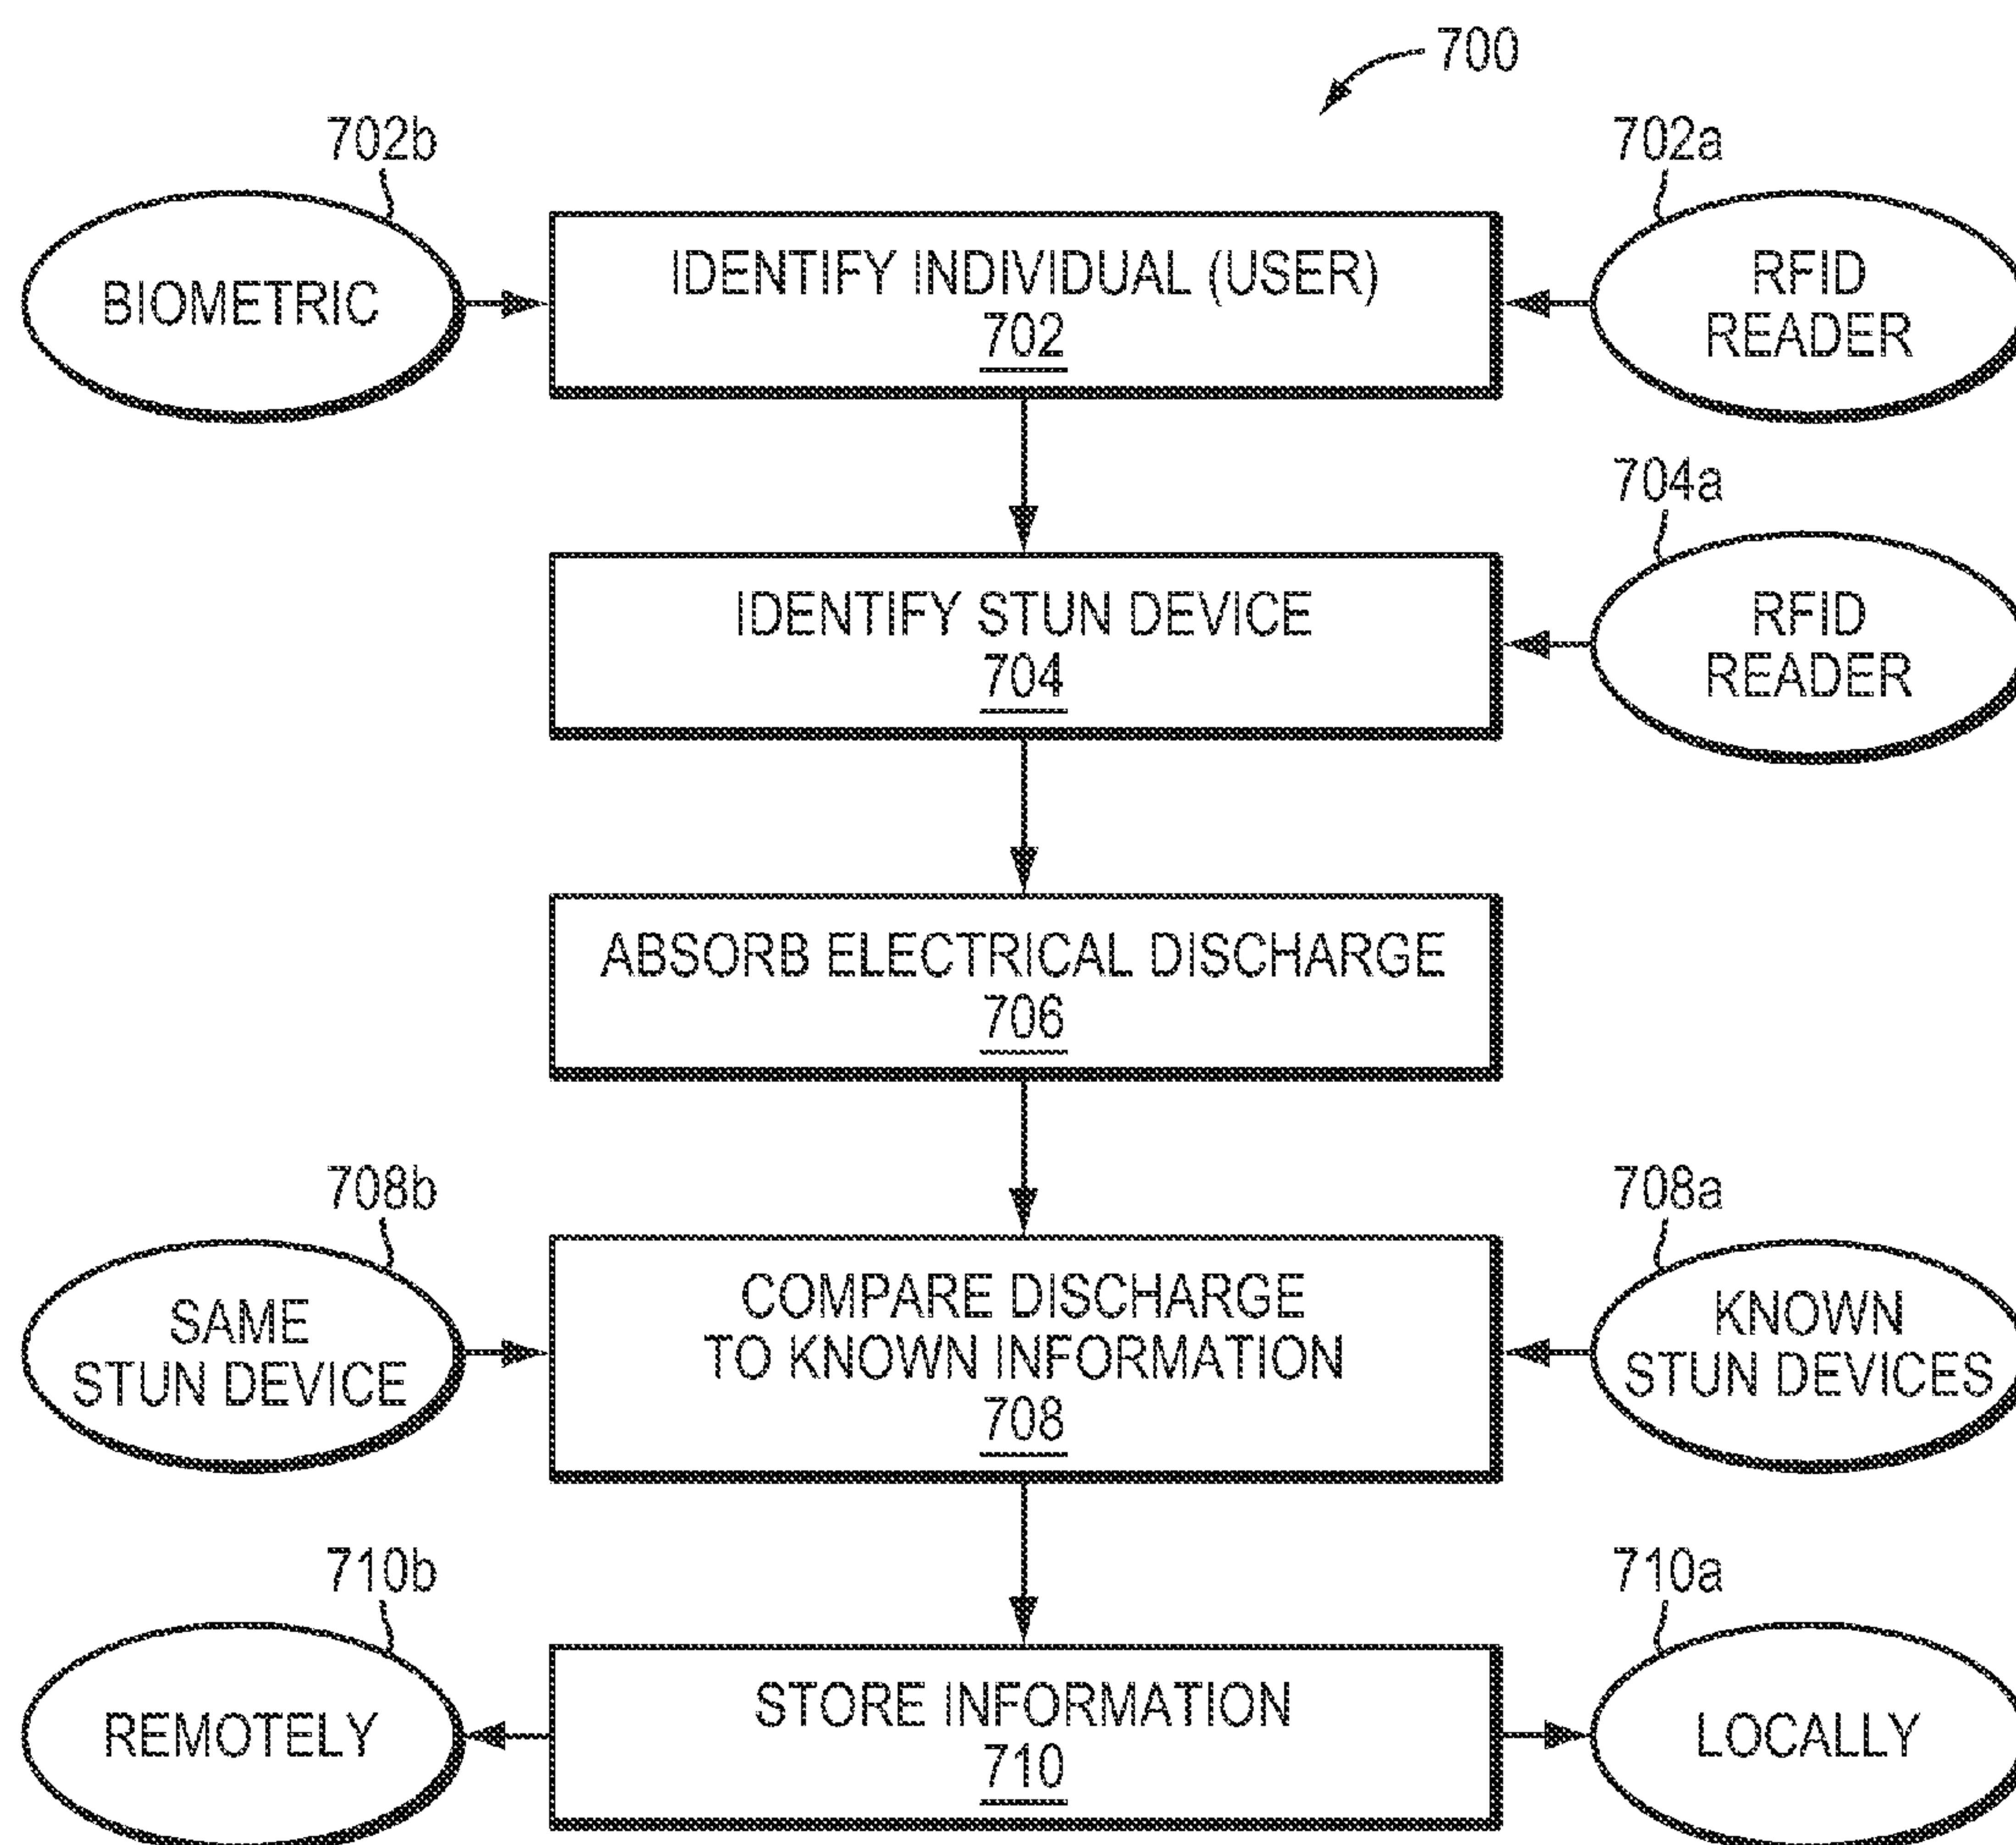 700
702b
702a
BIOMETRIC
IDENTIFY INDIVIDUAL (USER)
702
RFID
READER
704a
IDENTIFY STUN DEVICE
704
RFID
READER
ABSORB ELECTRICAL DISCHARGE
706
708b
708a
SAME
STUN DEVICE
COMPARE DISCHARGE
TO KNOWN INFORMATION
708
KNOWN
STUN DEVICES
710b
710a
REMOTELY
STORE INFORMATION
710
LOCALLY